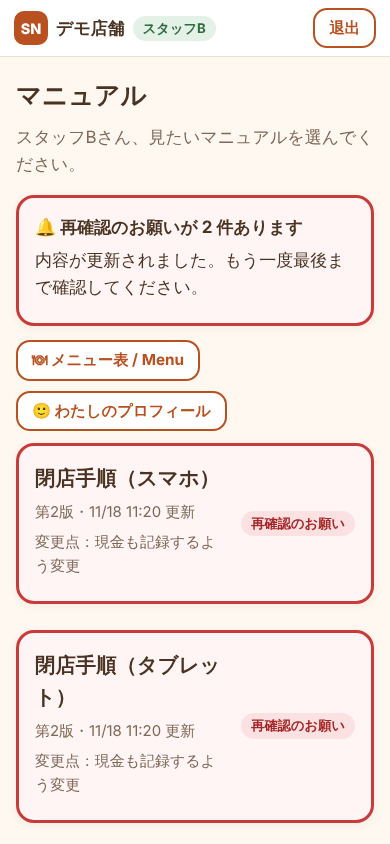 SN デモ店舗 スタッフB 退出
マニュアル
スタッフBさん、見たいマニュアルを選んでく
ださい。
🔔 再確認のお願いが 2 件あります
内容が更新されました。もう一度最後ま
で確認してください。
🍽 メニュー表 / Menu
🙂 わたしのプロフィール
閉店手順（スマホ）
第2版・11/18 11:20 更新
再確認のお願い
変更点：現金も記録するよ
う変更
閉店手順（タブレッ
ト）
第2版・11/18 11:20 更新
再確認のお願い
変更点：現金も記録するよ
う変更